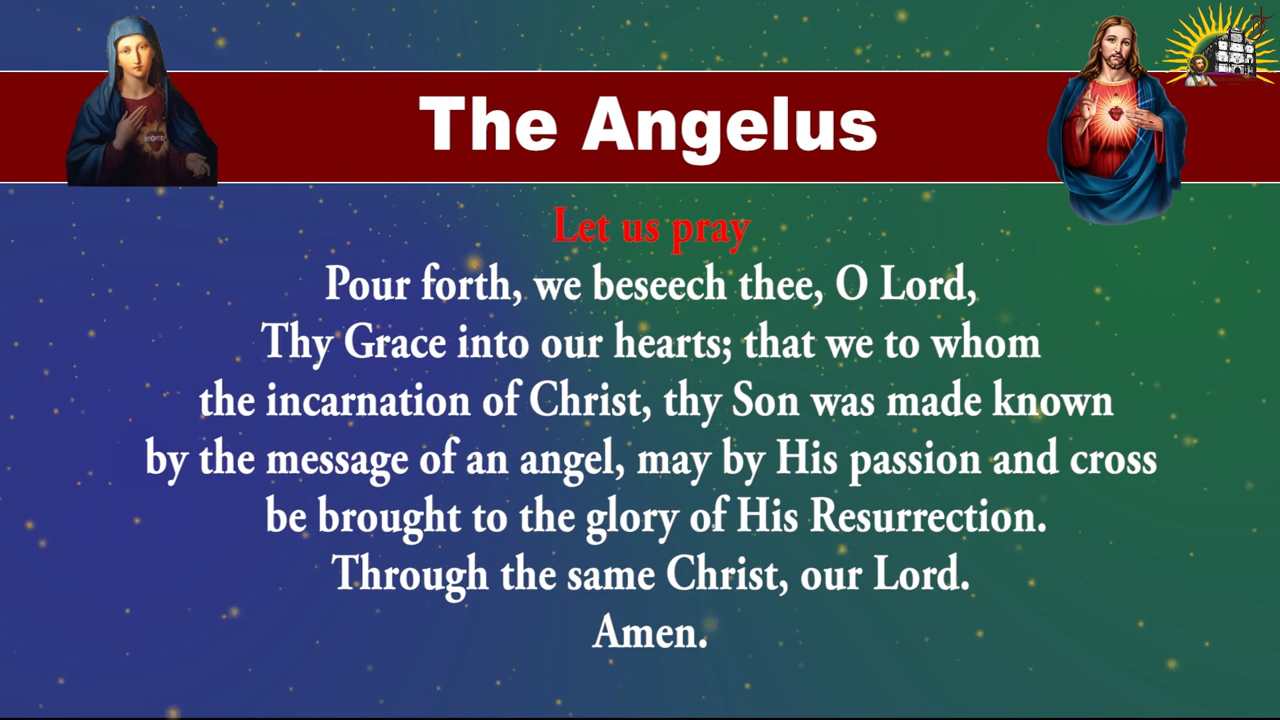 The Angelus
Let us pray
Pour forth, we beseech thee, O Lord,
Thy Grace into our hearts; that we to whom
the incarnation of Christ, thy Son was made known
by the message of an angel, may by His passion and cross
be brought to the glory of His Resurrection.
Through the same Christ, our Lord.
Amen.